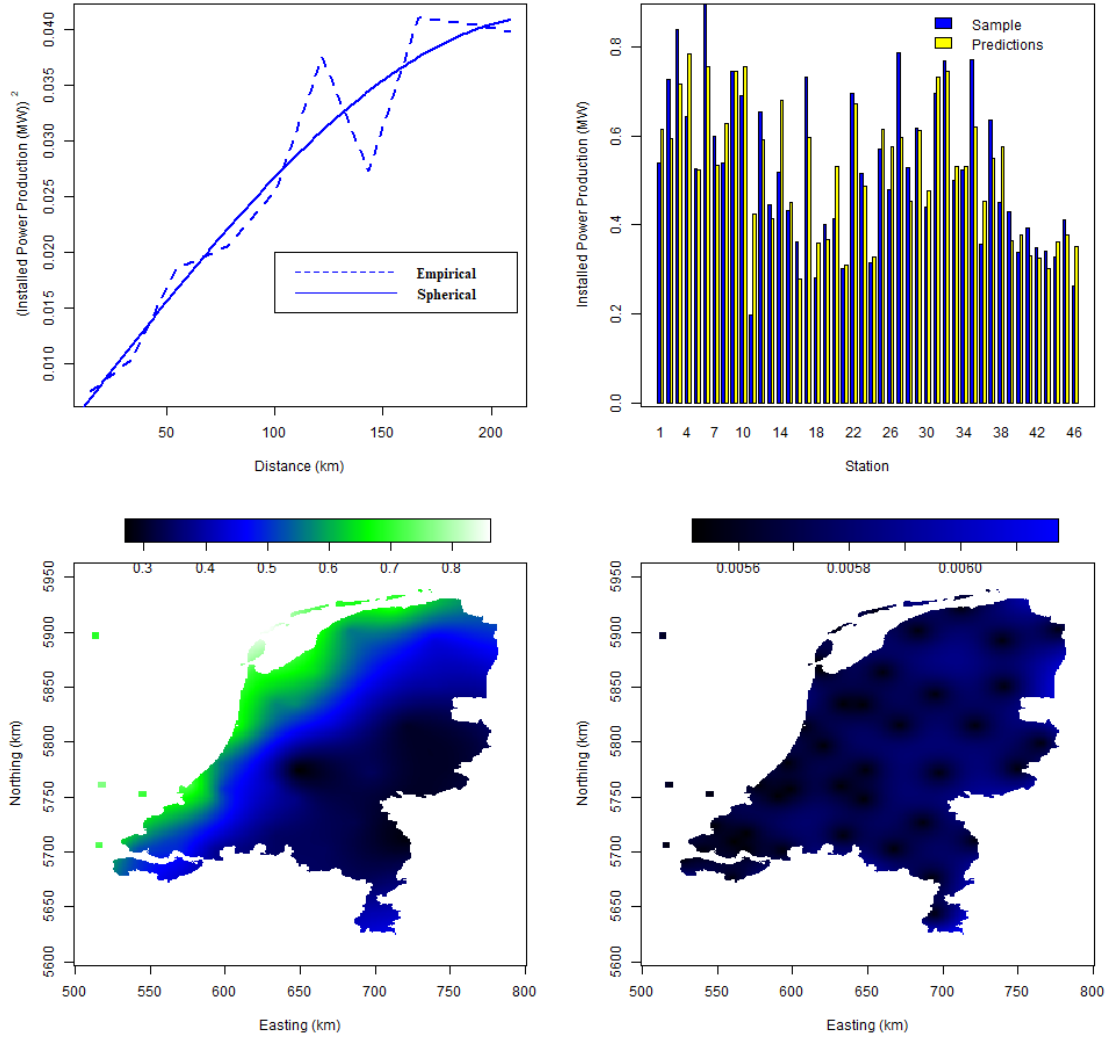 (Installed Power Production (MW)) ²
0.010 0.015 0.020 0.025 0.030 0.035 0.040
Empirical
Spherical
50 100 150 200
Distance (km)
Installed Power Production (MW)
0.0 0.2 0.4 0.6 0.8
Sample
Predictions
1 4 7 10 14 18 22 26 30 34 38 42 46
Station
0.3 0.4 0.5 0.6 0.7 0.8
Northing (km)
5600 5650 5700 5750 5800 5850 5900 5950
500 550 600 650 700 750 800
Easting (km)
0.0056 0.0058 0.0060
Northing (km)
5600 5650 5700 5750 5800 5850 5900 5950
500 550 600 650 700 750 800
Easting (km)